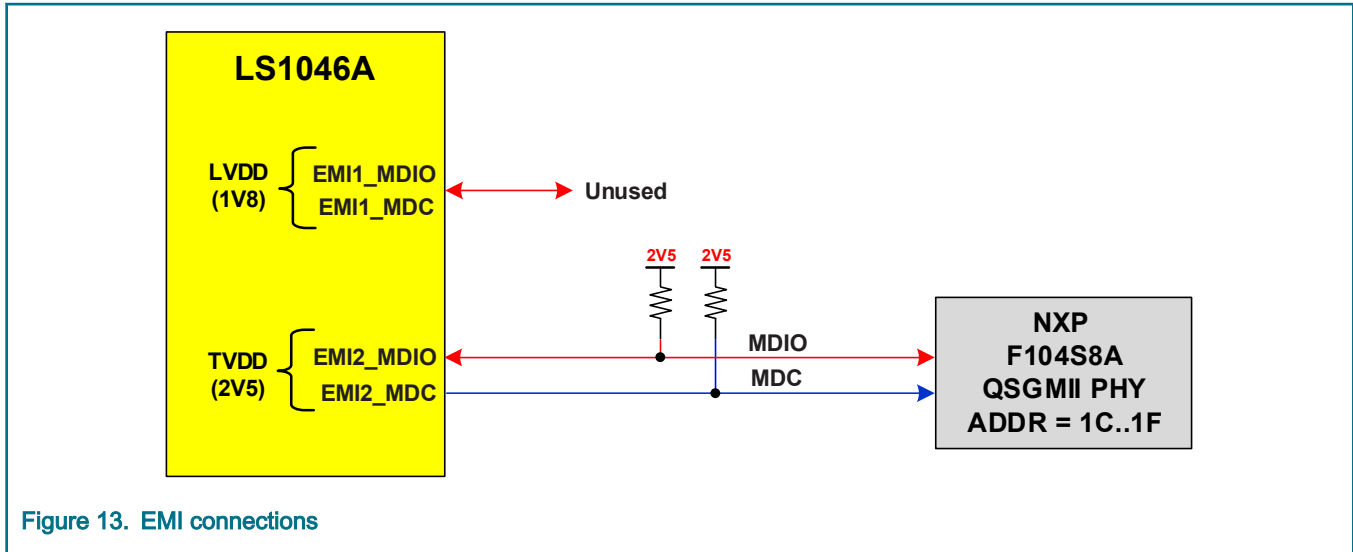 LS1046A
LVDD
(1V8)
EMI1_MDIO
EMI1_MDC
Unused
2V5 2V5
TVDD
(2V5)
EMI2_MDIO
EMI2_MDC
MDIO
MDC
NXP
F104S8A
QSGMII PHY
ADDR = 1C..1F
Figure 13. EMI connections